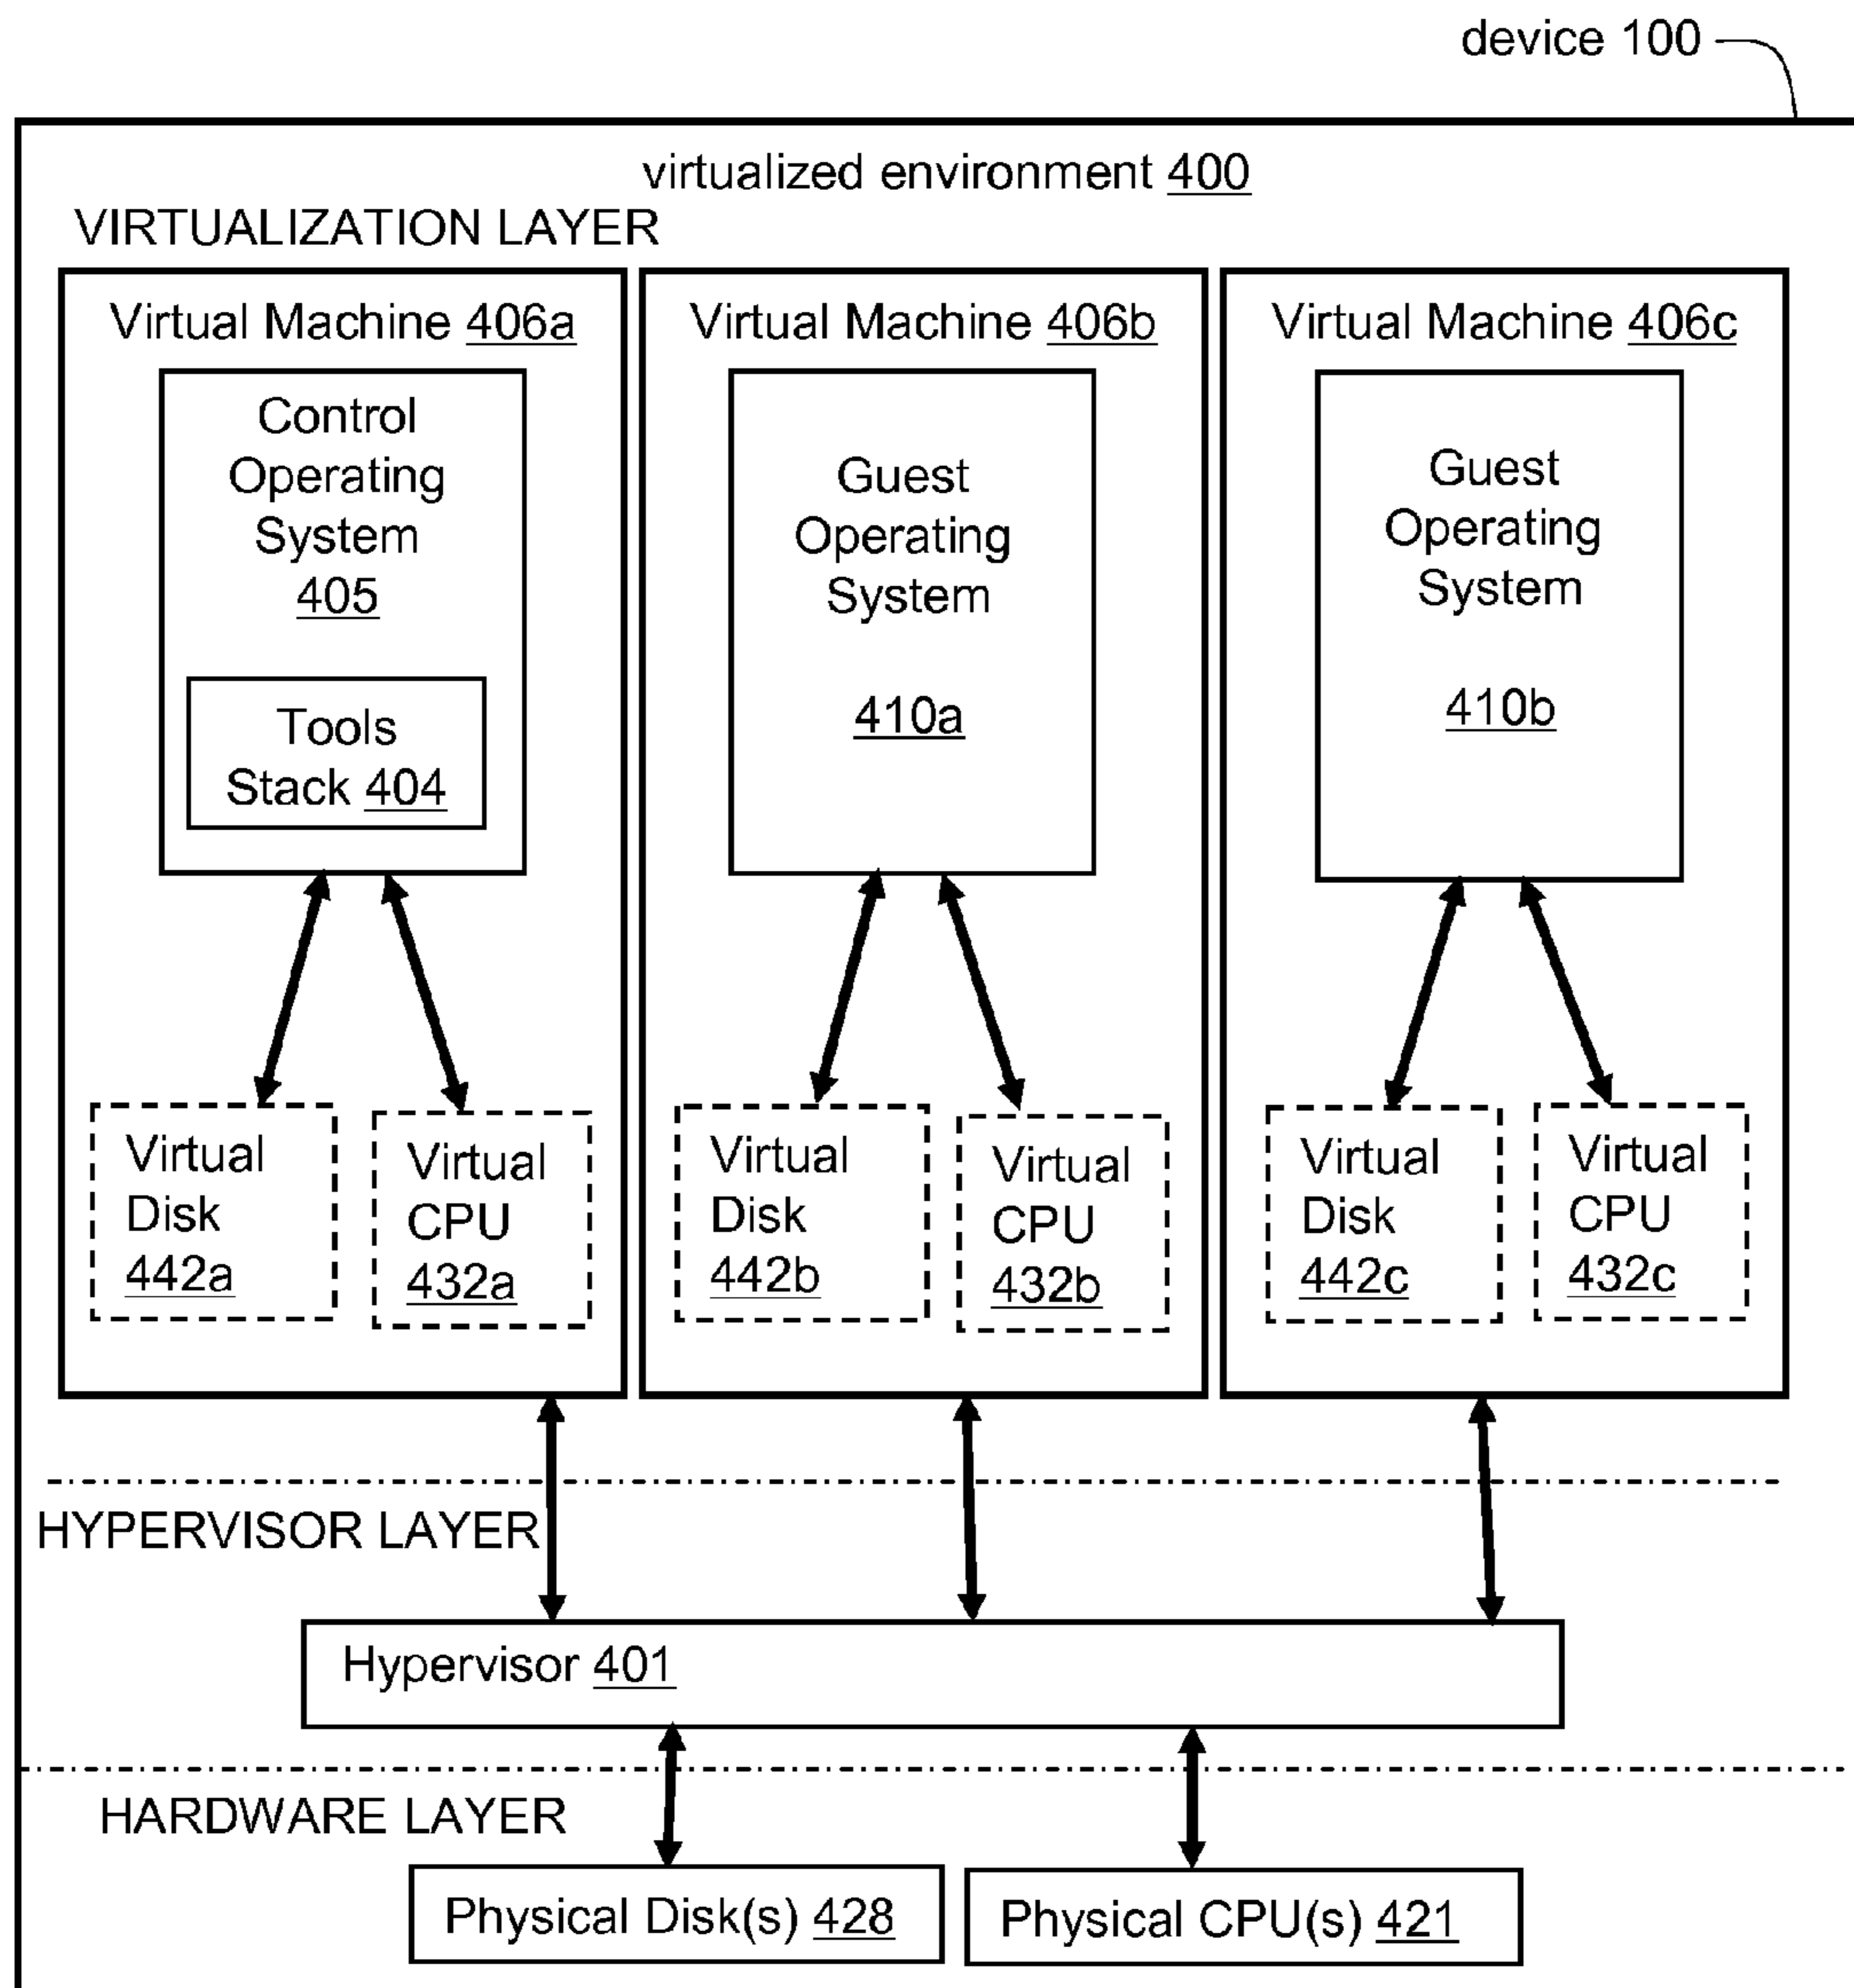 device 100
virtualized environment 400
VIRTUALIZATION LAYER
Virtual Machine 406a
Control
Operating
System
405
Tools
Stack 404
Virtual
Disk
442a
Virtual
CPU
432a
Virtual Machine 406b
Guest
Operating
System
410a
Virtual
Disk
442b
Virtual
CPU
432b
Virtual Machine 406c
Guest
Operating
System
410b
Virtual
Disk
442c
Virtual
CPU
432c
HYPERVISOR LAYER
Hypervisor 401
HARDWARE LAYER
Physical Disk(s) 428
Physical CPU(s) 421